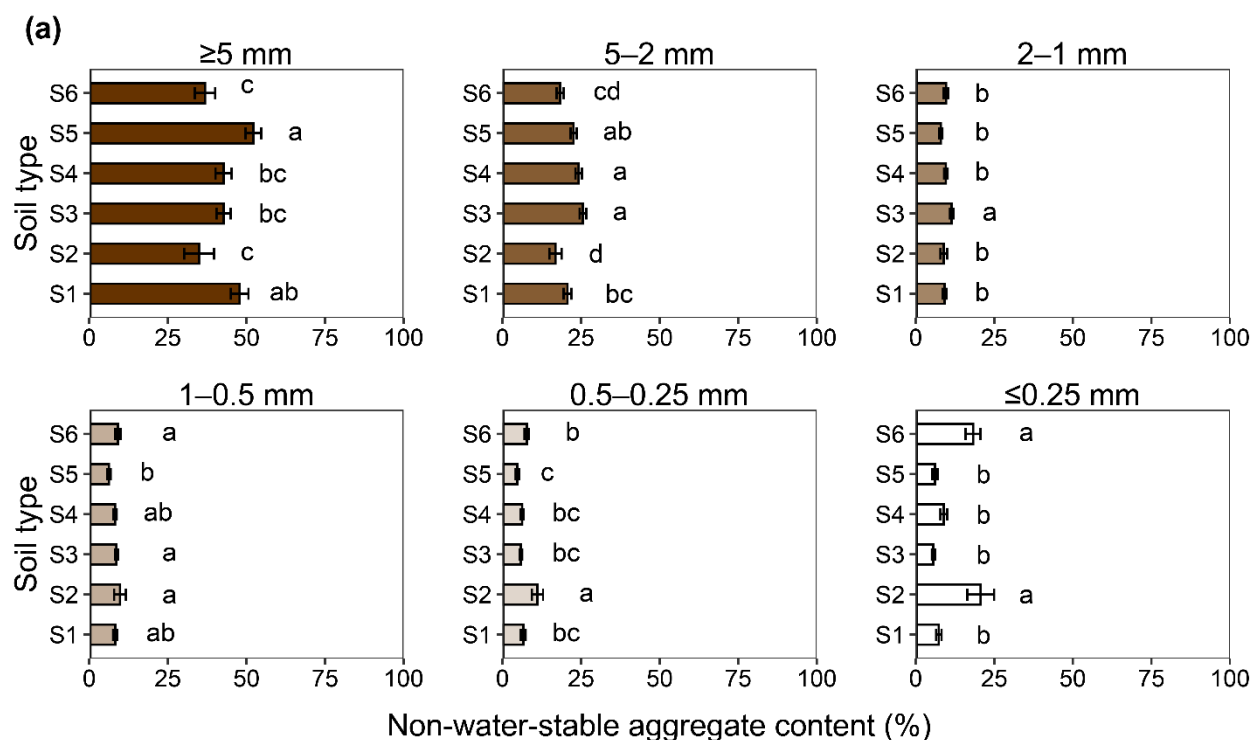 (a)
≥5 mm
5–2 mm
2–1 mm
Soil type
S6
c
S5
a
S4
bc
S3
bc
S2
c
S1
ab
0 25 50 75 100
S6
cd
S5
ab
S4
a
S3
a
S2
d
S1
bc
0 25 50 75 100
S6
b
S5
b
S4
b
S3
a
S2
b
S1
b
0 25 50 75 100
1–0.5 mm
0.5–0.25 mm
≤0.25 mm
Soil type
S6
a
S5
b
S4
ab
S3
a
S2
a
S1
ab
0 25 50 75 100
S6
b
S5
c
S4
bc
S3
bc
S2
a
S1
bc
0 25 50 75 100
S6
a
S5
b
S4
b
S3
b
S2
a
S1
b
0 25 50 75 100
Non-water-stable aggregate content (%)